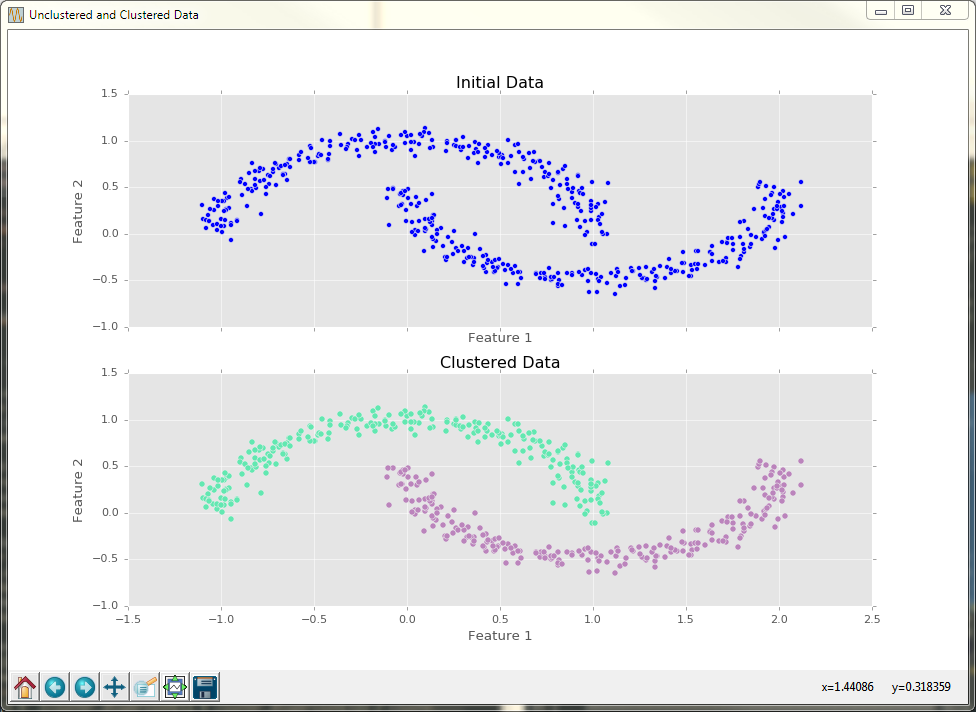 Unclustered and Clustered Data
Initial Data
1.5
1.0
0.5
0.0
−0.5
−1.0
Feature 2
Feature 1
Clustered Data
1.5
1.0
0.5
0.0
−0.5
−1.0
Feature 2
−1.5 −1.0 −0.5 0.0 0.5 1.0 1.5 2.0 2.5
Feature 1
x=1.44086 y=0.318359